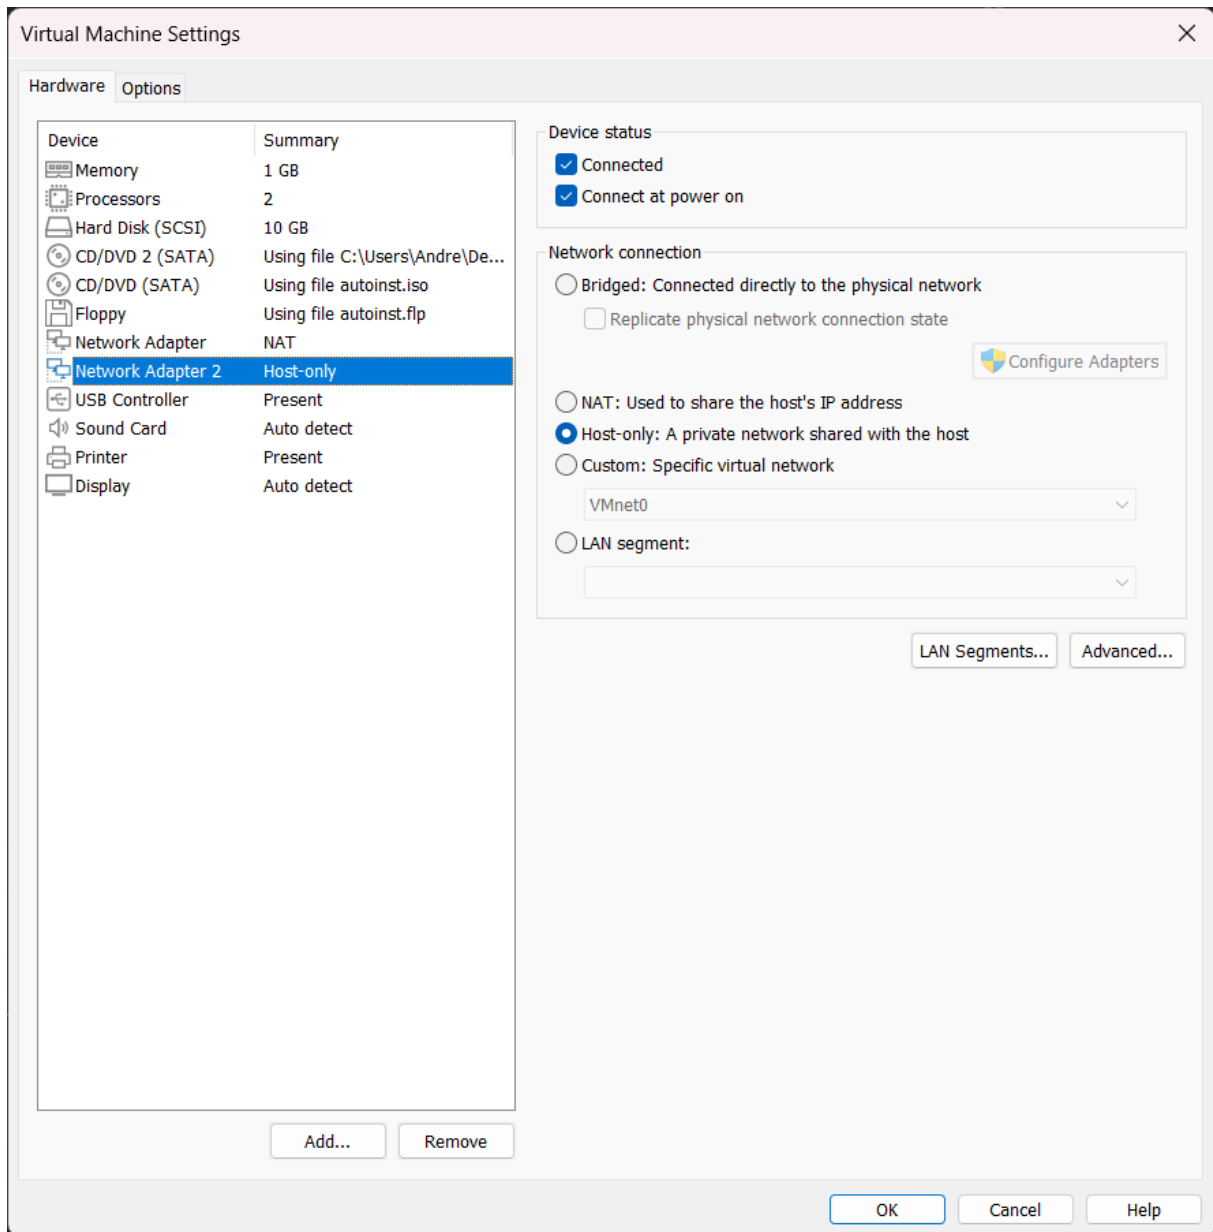 Virtual Machine Settings
Hardware Options
Device Summary
Memory 1 GB
Processors 2
Hard Disk (SCSI) 10 GB
CD/DVD 2 (SATA) Using file C:\Users\Andre\De...
CD/DVD (SATA) Using file autoinst.iso
Floppy Using file autoinst.flp
Network Adapter NAT
Network Adapter 2 Host-only
USB Controller Present
Sound Card Auto detect
Printer Present
Display Auto detect
Add... Remove
Device status
Connected
Connect at power on
Network connection
Bridged: Connected directly to the physical network
Replicate physical network connection state
Configure Adapters
NAT: Used to share the host's IP address
Host-only: A private network shared with the host
Custom: Specific virtual network
VMnet0
LAN segment:
LAN Segments... Advanced...
OK Cancel Help